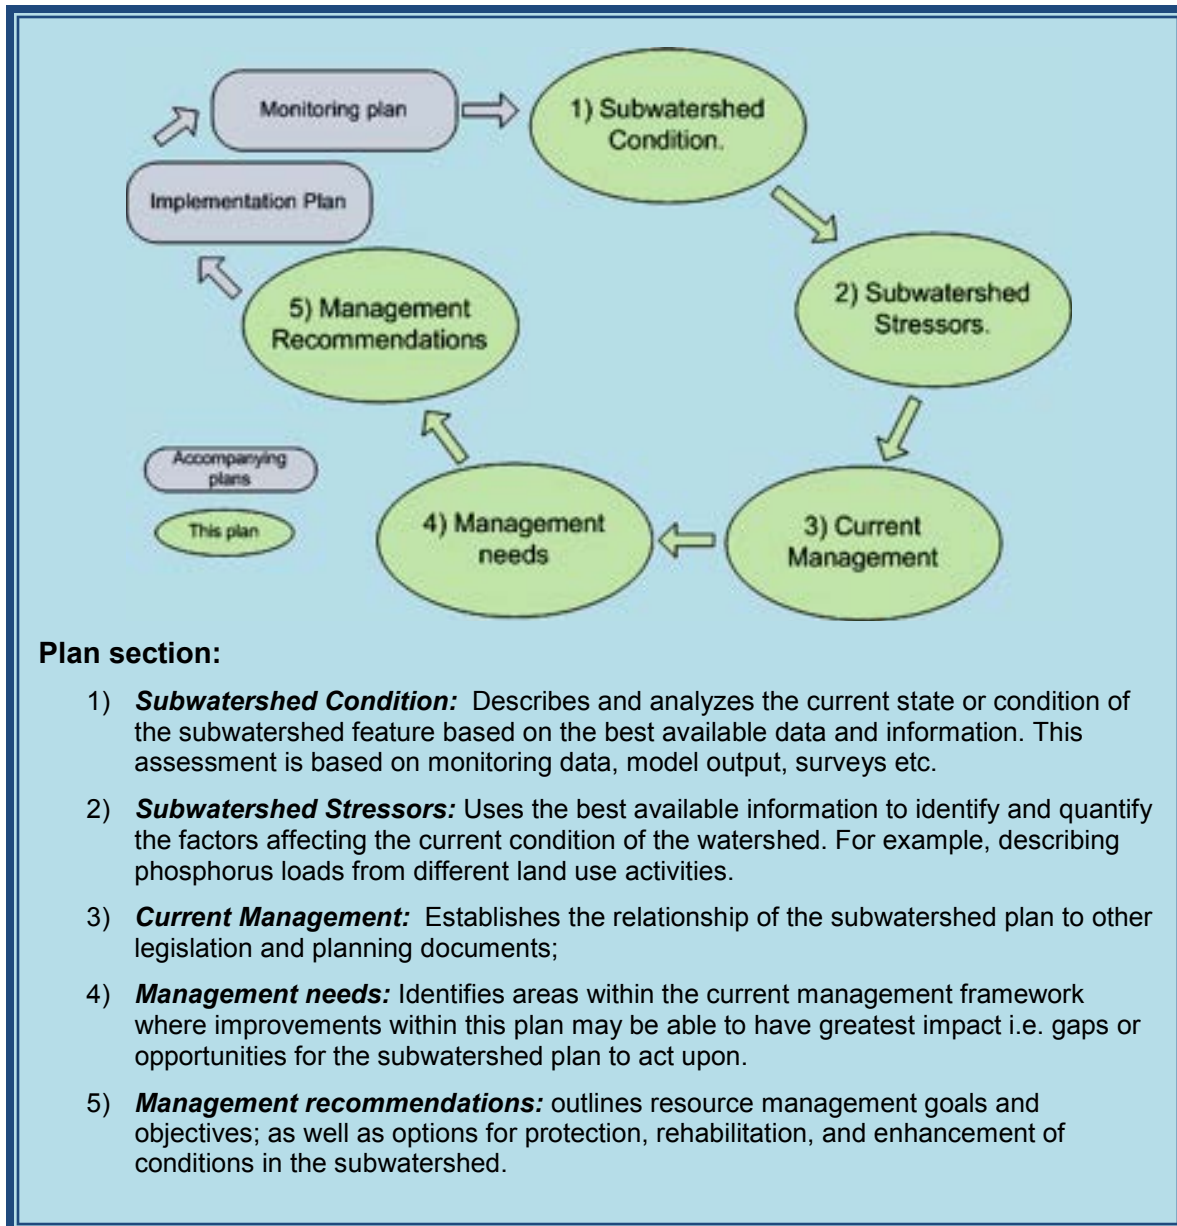 Monitoring plan
1) Subwatershed
Condition.
Implementation Plan
2) Subwatershed
Stressors.
5) Management
Recommendations
Accompanying
plans
This plan
4) Management
needs
3) Current
Management
Plan section:
1) Subwatershed Condition: Describes and analyzes the current state or condition of
the subwatershed feature based on the best available data and information. This
assessment is based on monitoring data, model output, surveys etc.
2) Subwatershed Stressors: Uses the best available information to identify and quantify
the factors affecting the current condition of the watershed. For example, describing
phosphorus loads from different land use activities.
3) Current Management: Establishes the relationship of the subwatershed plan to other
legislation and planning documents;
4) Management needs: Identifies areas within the current management framework
where improvements within this plan may be able to have greatest impact i.e. gaps or
opportunities for the subwatershed plan to act upon.
5) Management recommendations: outlines resource management goals and
objectives; as well as options for protection, rehabilitation, and enhancement of
conditions in the subwatershed.